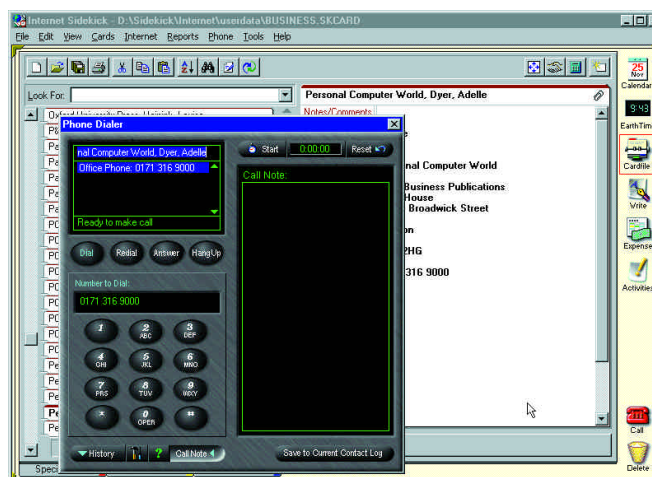 Internet Sidekick - D:\Sidekick\Internet\userdata\BUSINESS.SKCARD
File Edit View Cards Internet Reports Phone Tools Help
Look For:
Personal Computer World, Dyer, Adelle
Notes/Comments
Phone Dialer
nal Computer World, Dyer, Adelle
Office Phone: 0171 316 9000
Ready to make call
Dial Redial Answer HangUp
Number to Dial:
0171 316 9000
1
2 ABC
3 DEF
4 GHI
5 JKL
6 MNO
7 PRS
8 TUV
9 WXY
*
0 OPER
#
History
?
Call Note
Start 0:00:00 Reset
Call Note:
Save to Current Contact Log
nal Computer World
Business Publications
House
Broadwick Street
on
2HG
316 9000
25
Nov
Calendar
9:43
EarthTime
Cardfile
Write
Expense
Activities
Call
Delete